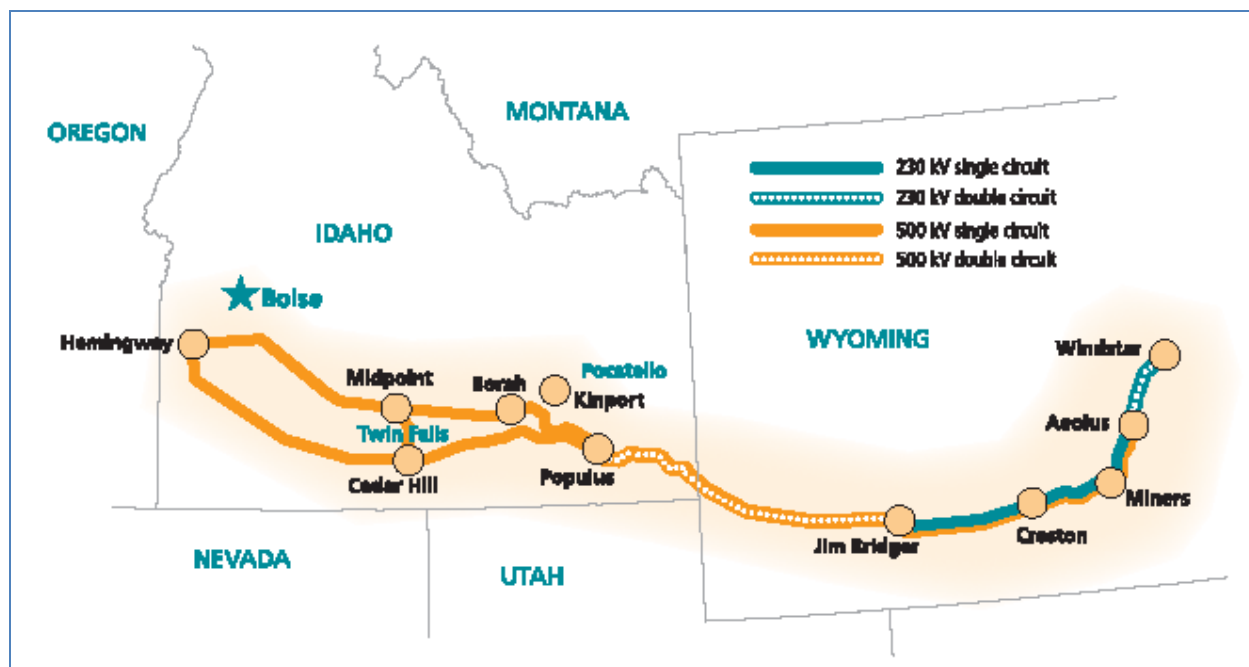 OREGON
MONTANA
IDAHO
230 kV single circuit
230 kV double circuit
500 kV single circuit
500 kV double circuit
Boise
WYOMING
Hemingway
Windstar
Midpoint
Borah
Pocatello
Kinport
Aeolus
Twin Falls
Cedar Hill
Populus
Miners
Jim Bridger
Creston
NEVADA
UTAH